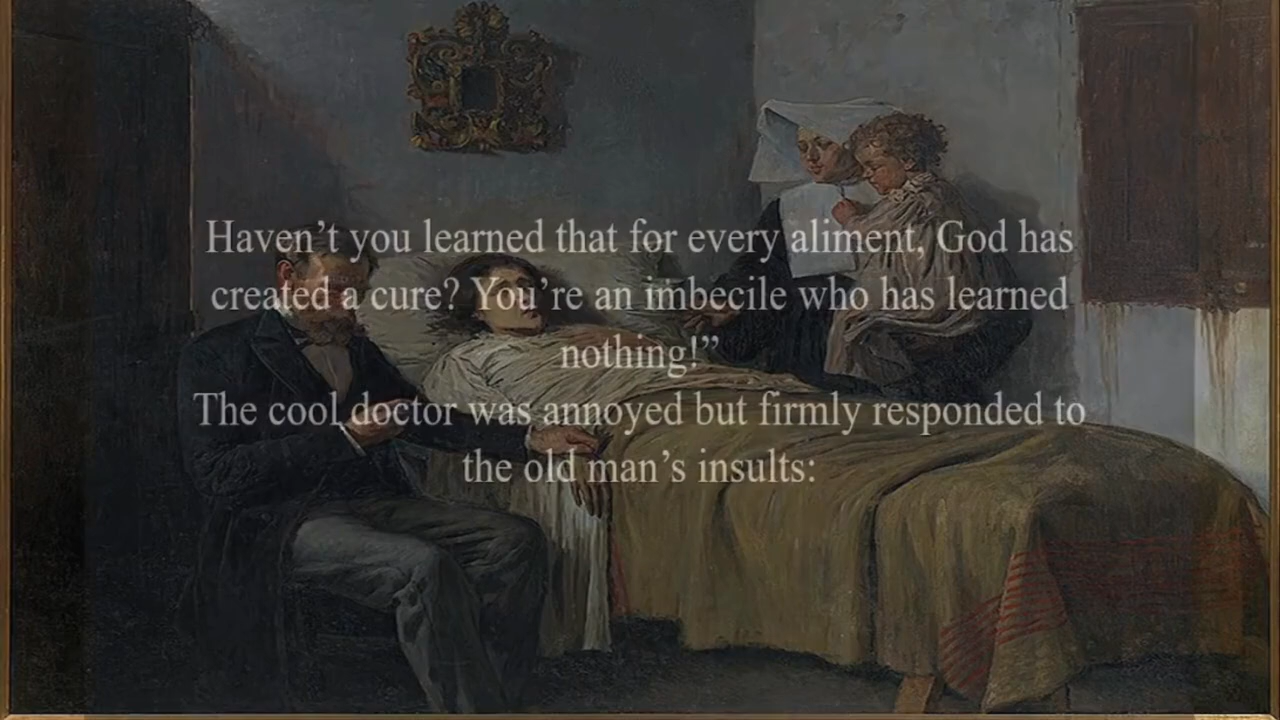 Haven’t you learned that for every aliment, God has
created a cure? You’re an imbecile who has learned
nothing!”
The cool doctor was annoyed but firmly responded to
the old man’s insults: